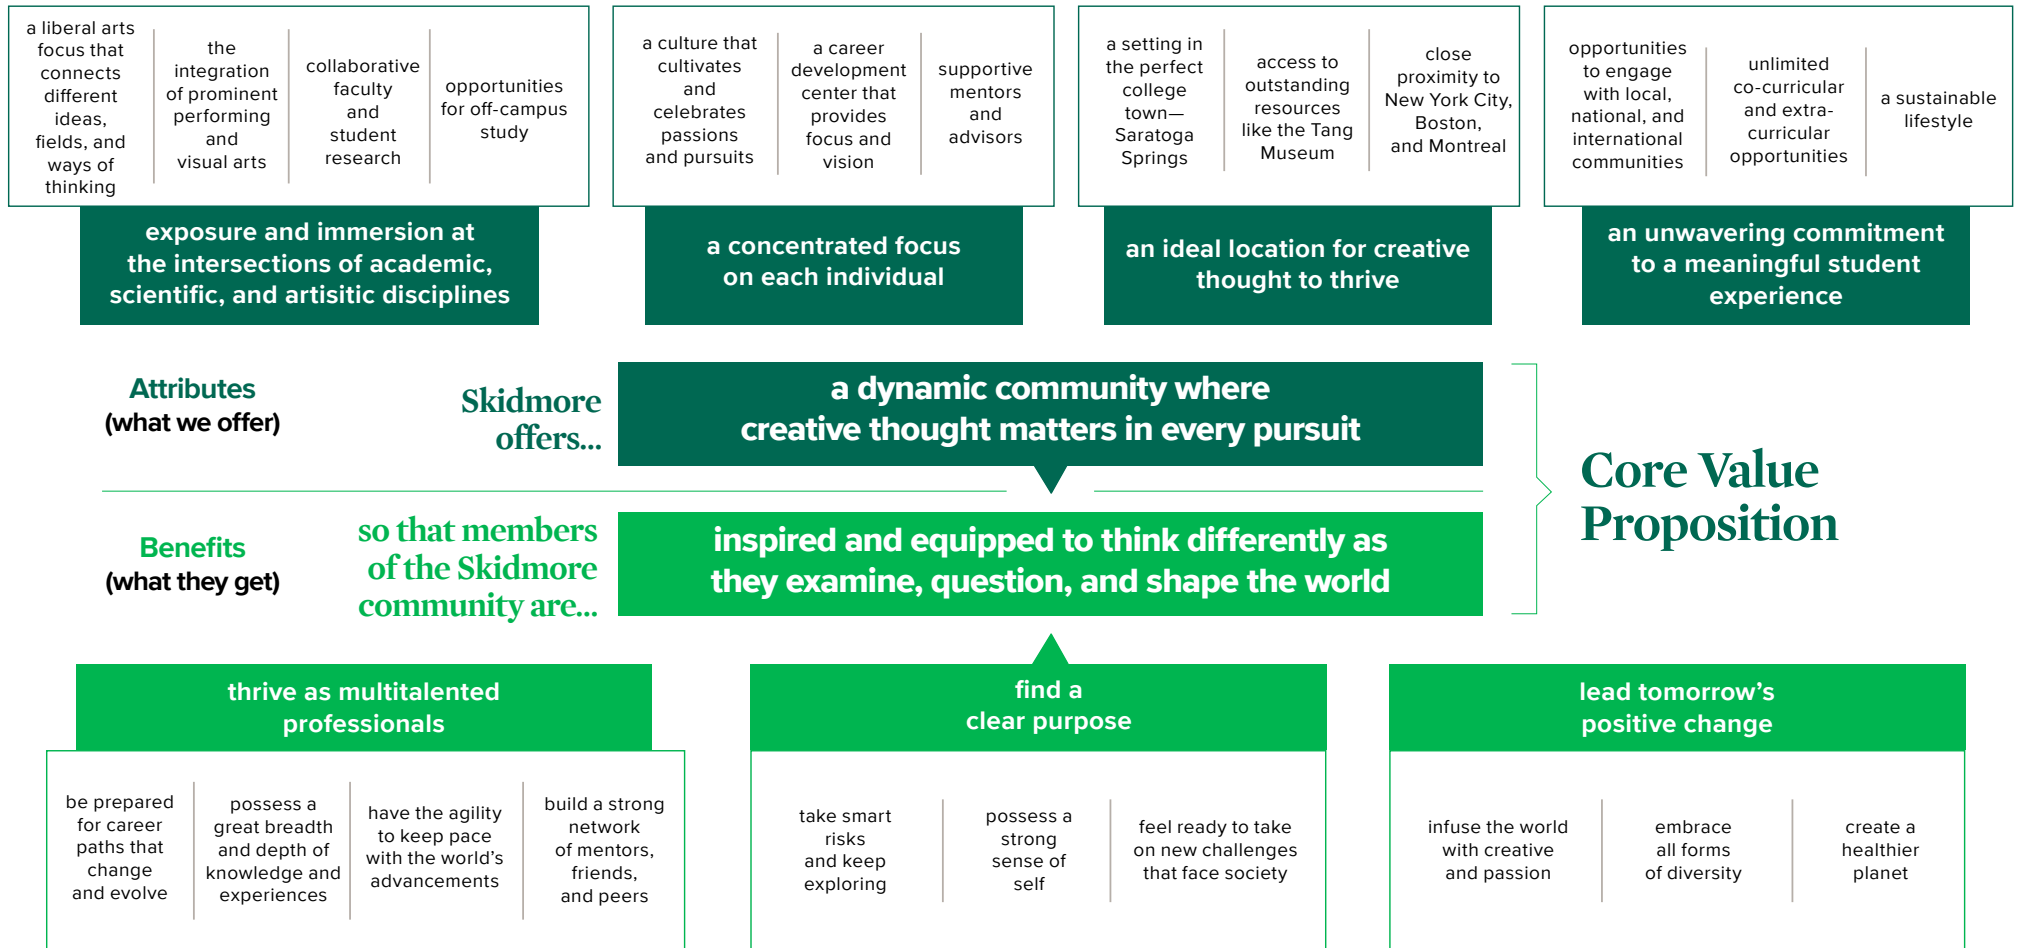 a liberal arts
focus that
connects
different
ideas,
fields, and
ways of
thinking
the
integration
of prominent
performing
and
visual arts
collaborative
faculty
and
student
research
opportunities
for off-campus
study
exposure and immersion at
the intersections of academic,
scientific, and artisitic disciplines
a culture that
cultivates
and
celebrates
passions
and pursuits
a career
development
center that
provides
focus and
vision
supportive
mentors
and
advisors
a concentrated focus
on each individual
a setting in
the perfect
college
town—
Saratoga
Springs
access to
outstanding
resources
like the Tang
Museum
close
proximity to
New York City,
Boston,
and Montreal
an ideal location for creative
thought to thrive
opportunities
to engage
with local,
national, and
international
communities
unlimited
co-curricular
and extra-
curricular
opportunities
a sustainable
lifestyle
an unwavering commitment
to a meaningful student
experience
Attributes
(what we offer)
Skidmore
offers...
a dynamic community where
creative thought matters in every pursuit
Benefits
(what they get)
so that members
of the Skidmore
community are...
inspired and equipped to think differently as
they examine, question, and shape the world
Core Value
Proposition
thrive as multitalented
professionals
be prepared
for career
paths that
change
and evolve
possess a
great breadth
and depth of
knowledge and
experiences
have the agility
to keep pace
with the world's
advancements
build a strong
network
of mentors,
friends,
and peers
find a
clear purpose
take smart
risks
and keep
exploring
possess a
strong
sense of
self
feel ready to take
on new challenges
that face society
lead tomorrow's
positive change
infuse the world
with creative
and passion
embrace
all forms
of diversity
create a
healthier
planet